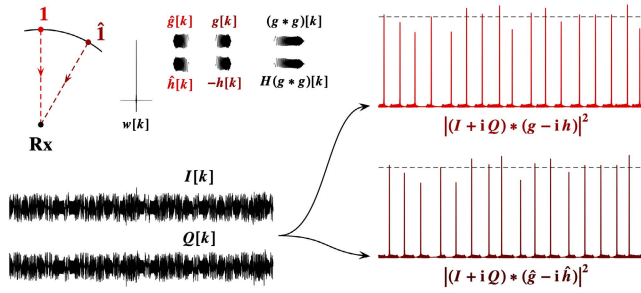 1
1̂
Rx
w[k]
ĝ[k] g[k] (g ∗ g)[k]
ĥ[k] −h[k] H(g ∗ g)[k]
I[k]
Q[k]
|(I + i Q) ∗ (g − i h)|²
|(I + i Q) ∗ (ĝ − i ĥ)|²